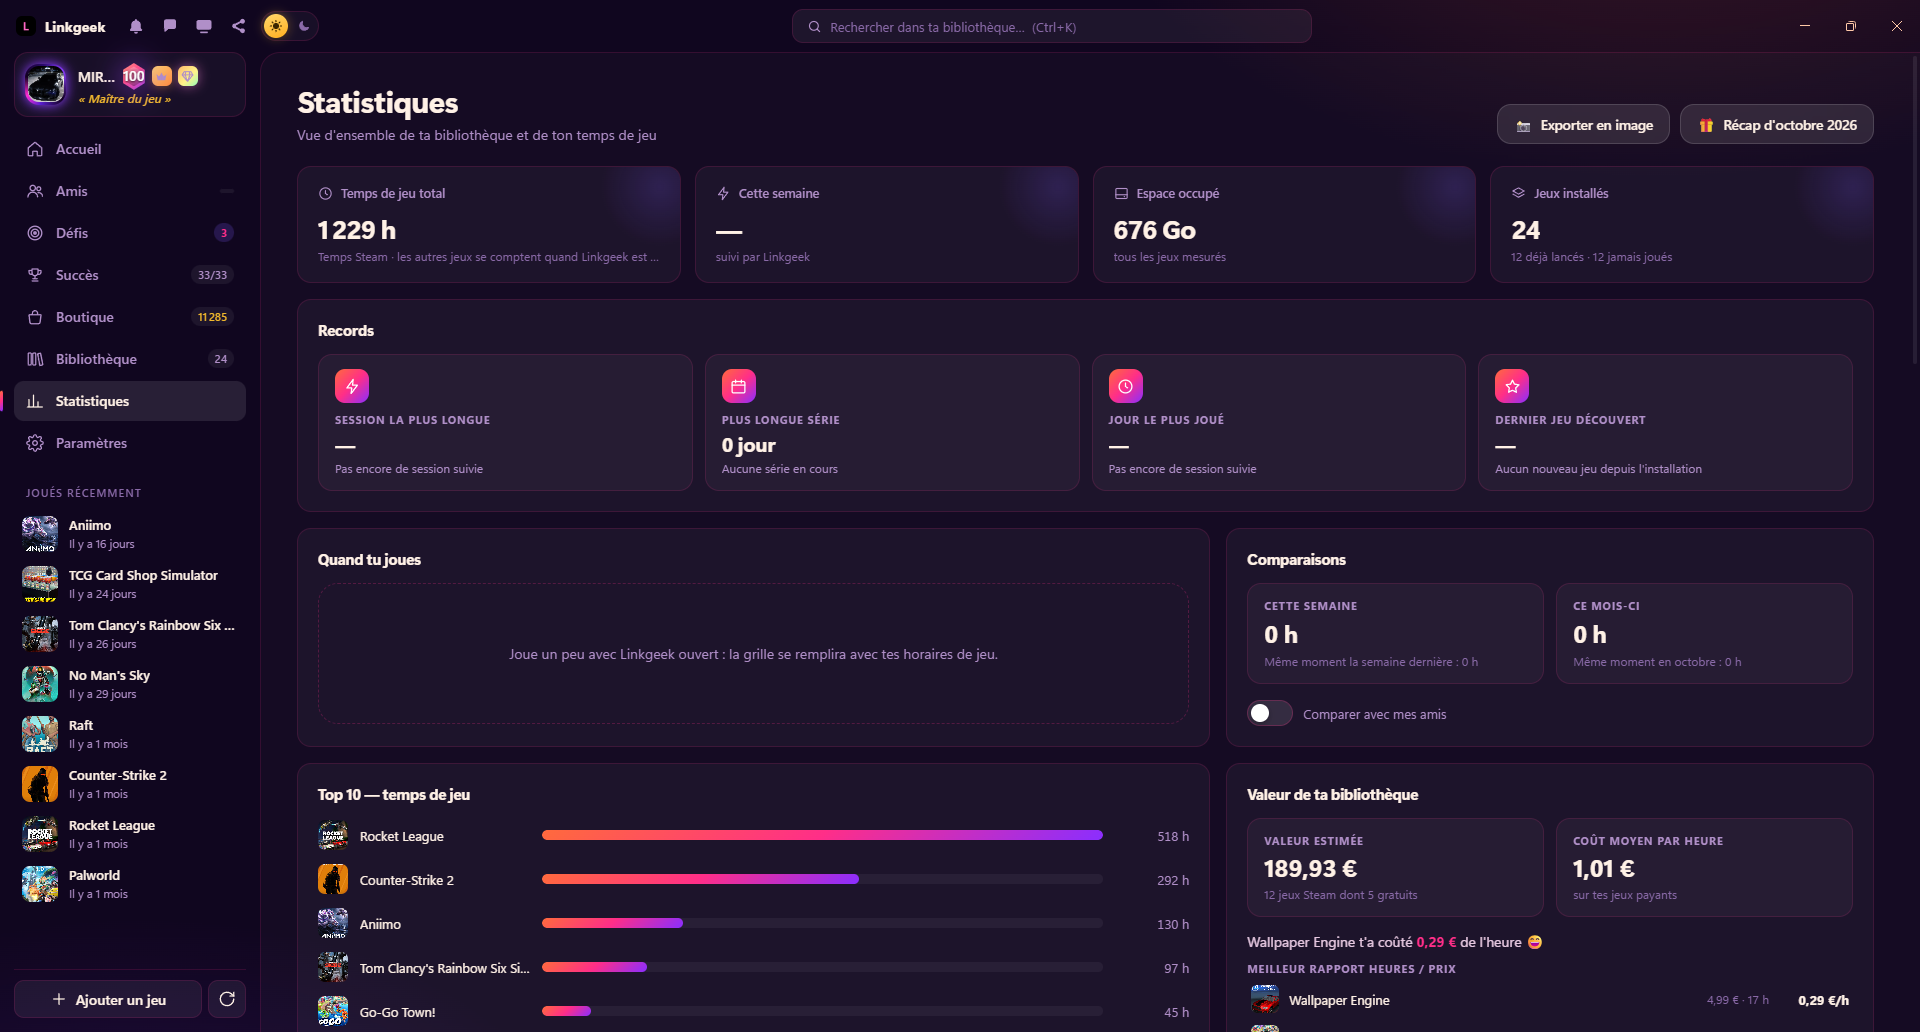 L Linkgeek
Rechercher dans ta bibliothèque... (Ctrl+K)
MIR... 100
« Maître du jeu »
Accueil
Amis
Défis 3
Succès 33/33
Boutique 11 285
Bibliothèque 24
Statistiques
Paramètres
JOUÉS RÉCEMMENT
Aniimo
Il y a 16 jours
TCG Card Shop Simulator
Il y a 24 jours
Tom Clancy's Rainbow Six ...
Il y a 26 jours
No Man's Sky
Il y a 29 jours
Raft
Il y a 1 mois
Counter-Strike 2
Il y a 1 mois
Rocket League
Il y a 1 mois
Palworld
Il y a 1 mois
+ Ajouter un jeu
Statistiques
Vue d'ensemble de ta bibliothèque et de ton temps de jeu
Exporter en image
Récap d'octobre 2026
Temps de jeu total
1 229 h
Temps Steam · les autres jeux se comptent quand Linkgeek est ...
Cette semaine
—
suivi par Linkgeek
Espace occupé
676 Go
tous les jeux mesurés
Jeux installés
24
12 déjà lancés · 12 jamais joués
Records
SESSION LA PLUS LONGUE
—
Pas encore de session suivie
PLUS LONGUE SÉRIE
0 jour
Aucune série en cours
JOUR LE PLUS JOUÉ
—
Pas encore de session suivie
DERNIER JEU DÉCOUVERT
—
Aucun nouveau jeu depuis l'installation
Quand tu joues
Joue un peu avec Linkgeek ouvert : la grille se remplira avec tes horaires de jeu.
Comparaisons
CETTE SEMAINE
0 h
Même moment la semaine dernière : 0 h
CE MOIS-CI
0 h
Même moment en octobre : 0 h
Comparer avec mes amis
Top 10 — temps de jeu
Rocket League 518 h
Counter-Strike 2 292 h
Aniimo 130 h
Tom Clancy's Rainbow Six Si... 97 h
Go-Go Town! 45 h
Valeur de ta bibliothèque
VALEUR ESTIMÉE
189,93 €
12 jeux Steam dont 5 gratuits
COÛT MOYEN PAR HEURE
1,01 €
sur tes jeux payants
Wallpaper Engine t'a coûté 0,29 € de l'heure 😄
MEILLEUR RAPPORT HEURES / PRIX
Wallpaper Engine 4,99 € · 17 h 0,29 €/h